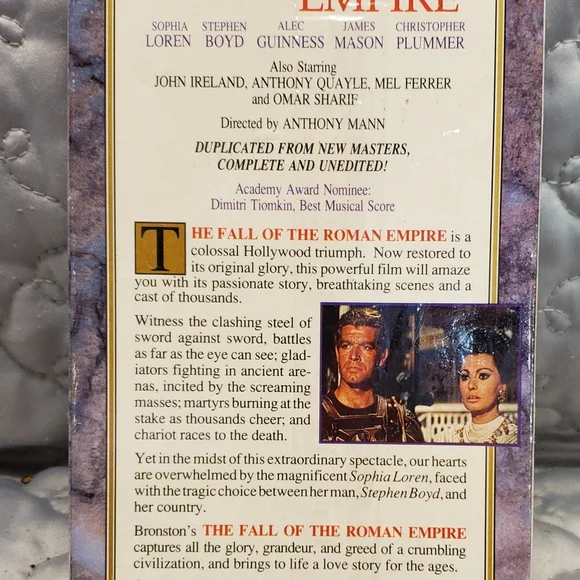 EMPIRE
SOPHIA STEPHEN ALEC JAMES CHRISTOPHER
LOREN BOYD GUINNESS MASON PLUMMER
Also Starring
JOHN IRELAND, ANTHONY QUAYLE, MEL FERRER
and OMAR SHARIF
Directed by ANTHONY MANN
DUPLICATED FROM NEW MASTERS,
COMPLETE AND UNEDITED!
Academy Award Nominee:
Dimitri Tiomkin, Best Musical Score
THE FALL OF THE ROMAN EMPIRE is a
colossal Hollywood triumph. Now restored to
its original glory, this powerful film will amaze
you with its passionate story, breathtaking scenes and a
cast of thousands.
Witness the clashing steel of
sword against sword, battles
as far as the eye can see; glad-
iators fighting in ancient are-
nas, incited by the screaming
masses; martyrs burning at the
stake as thousands cheer; and
chariot races to the death.
Yet in the midst of this extraordinary spectacle, our hearts
are overwhelmed by the magnificent Sophia Loren, faced
with the tragic choice between her man, Stephen Boyd, and
her country.
Bronston's THE FALL OF THE ROMAN EMPIRE
captures all the glory, grandeur, and greed of a crumbling
civilization, and brings to life a love story for the ages.